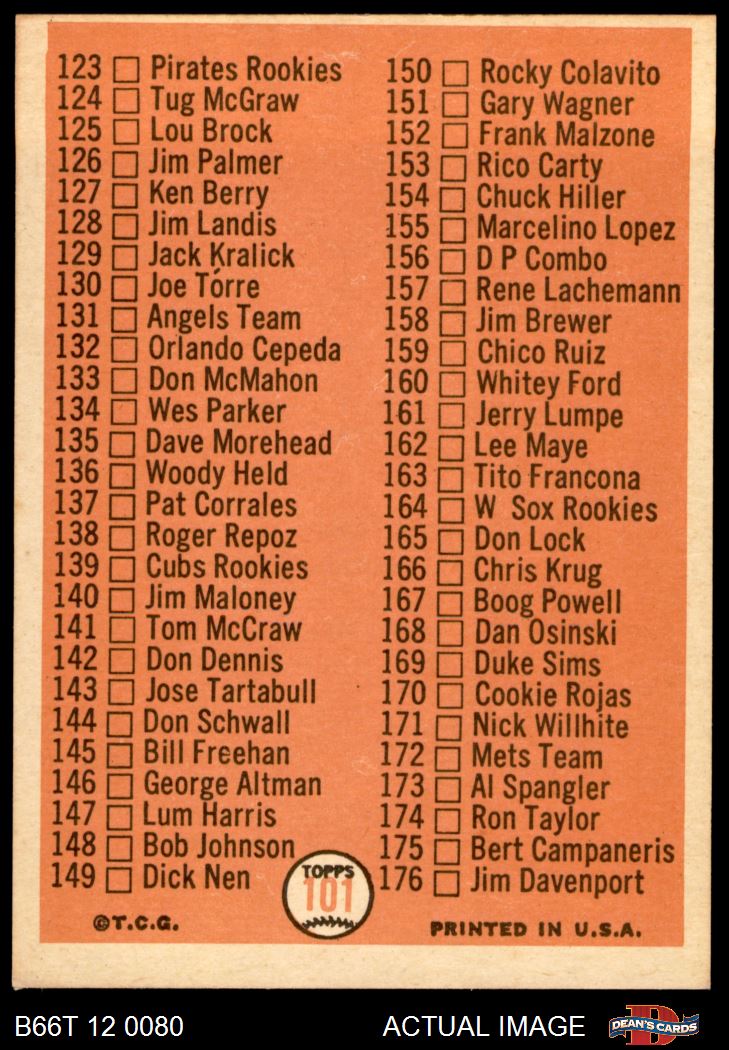 123 Pirates Rookies
124 Tug McGraw
125 Lou Brock
126 Jim Palmer
127 Ken Berry
128 Jim Landis
129 Jack Kralick
130 Joe Torre
131 Angels Team
132 Orlando Cepeda
133 Don McMahon
134 Wes Parker
135 Dave Morehead
136 Woody Held
137 Pat Corrales
138 Roger Repoz
139 Cubs Rookies
140 Jim Maloney
141 Tom McCraw
142 Don Dennis
143 Jose Tartabull
144 Don Schwall
145 Bill Freehan
146 George Altman
147 Lum Harris
148 Bob Johnson
149 Dick Nen
150 Rocky Colavito
151 Gary Wagner
152 Frank Malzone
153 Rico Carty
154 Chuck Hiller
155 Marcelino Lopez
156 D P Combo
157 Rene Lachemann
158 Jim Brewer
159 Chico Ruiz
160 Whitey Ford
161 Jerry Lumpe
162 Lee Maye
163 Tito Francona
164 W Sox Rookies
165 Don Lock
166 Chris Krug
167 Boog Powell
168 Dan Osinski
169 Duke Sims
170 Cookie Rojas
171 Nick Willhite
172 Mets Team
173 Al Spangler
174 Ron Taylor
175 Bert Campaneris
176 Jim Davenport
TOPPS
101
©T.C.G.
PRINTED IN U.S.A.
B66T 12 0080
ACTUAL IMAGE
DEAN'S CARDS